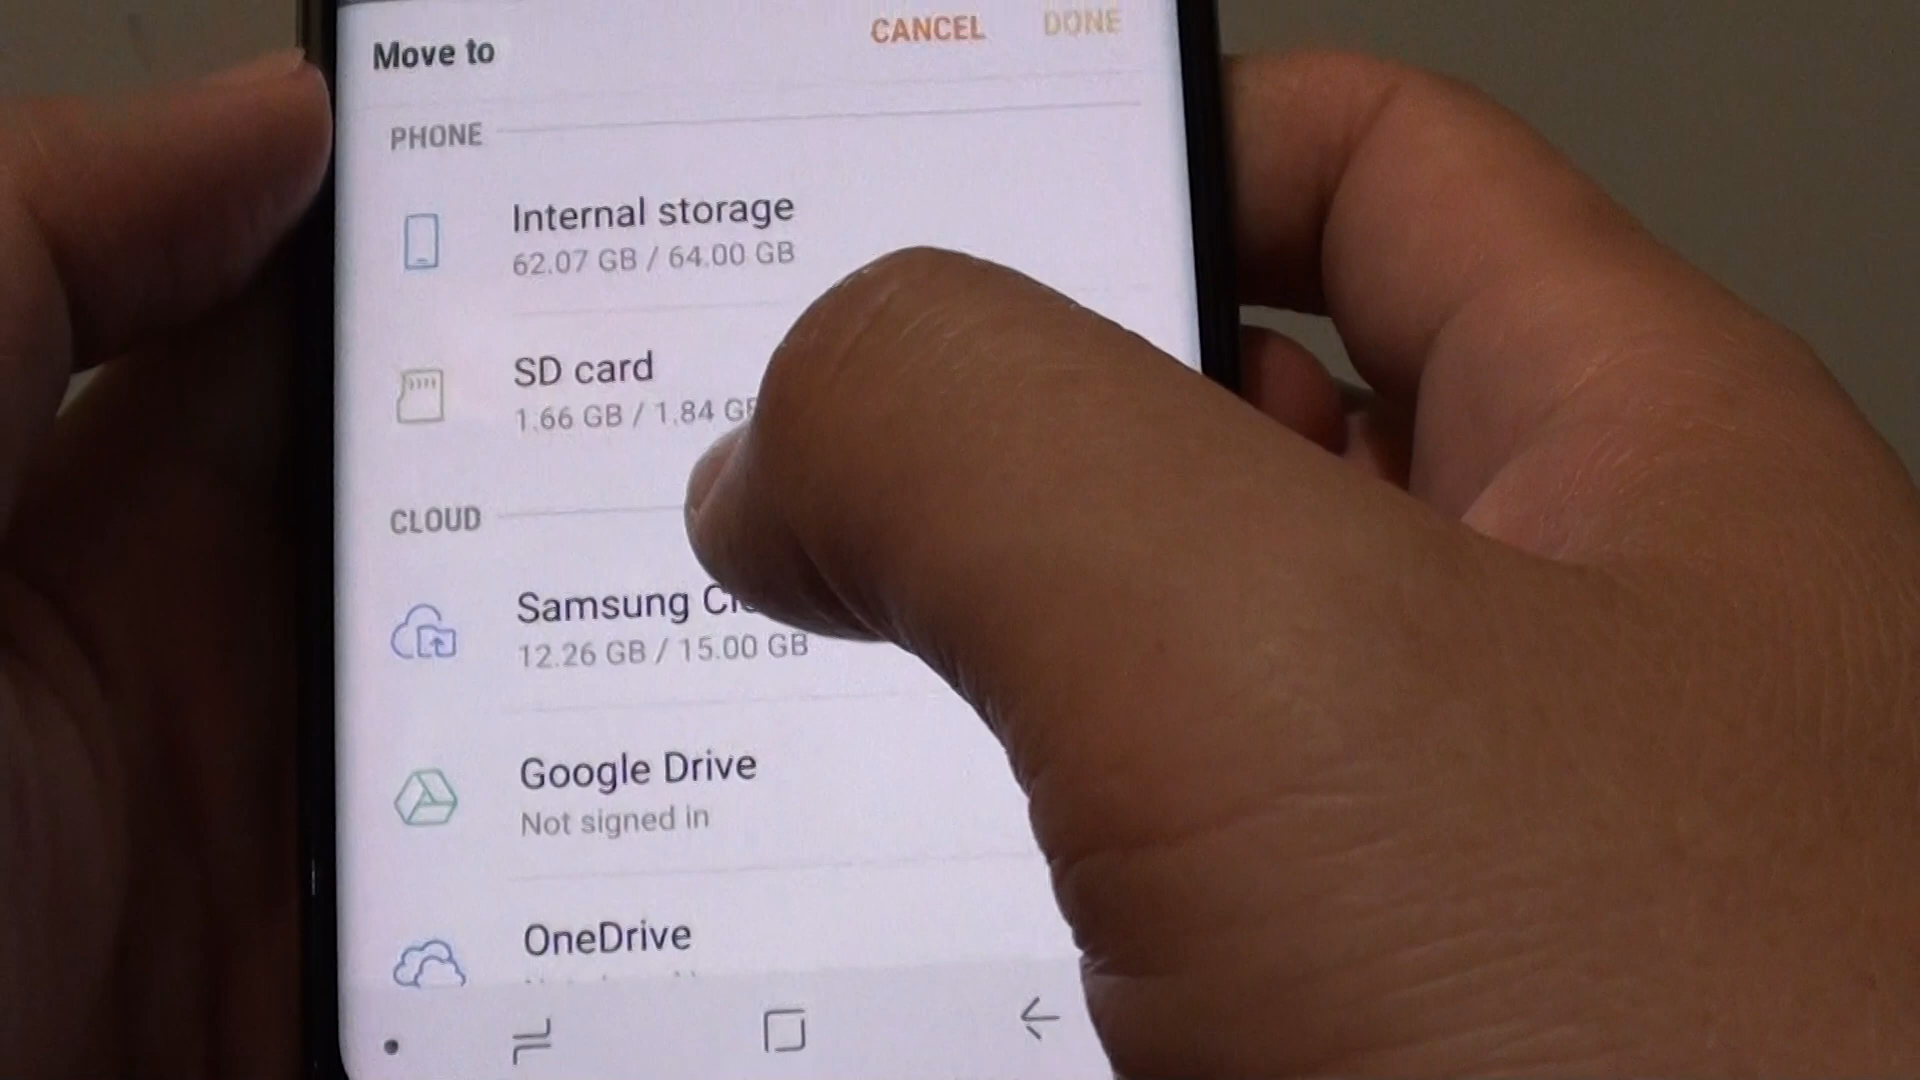 Move to
CANCEL
DONE
PHONE
Internal storage
62.07 GB / 64.00 GB
SD card
1.66 GB / 1.84 GB
CLOUD
Samsung
12.26 GB / 15.00 GB
Google Drive
Not signed in
OneDrive